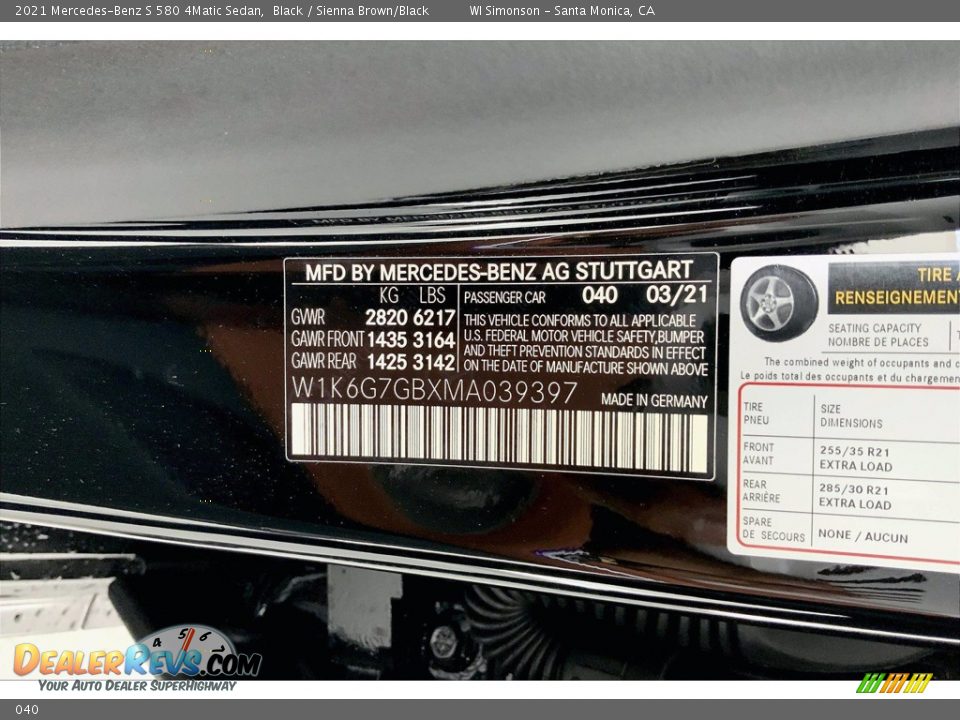 2021 Mercedes-Benz S 580 4Matic Sedan, Black / Sienna Brown/Black WI Simonson - Santa Monica, CA
MFD BY MERCEDES-BENZ AG STUTTGART
KG LBS PASSENGER CAR 040 03/21
GVWR 2820 6217
GAWR FRONT 1435 3164
GAWR REAR 1425 3142
THIS VEHICLE CONFORMS TO ALL APPLICABLE
U.S. FEDERAL MOTOR VEHICLE SAFETY,BUMPER
AND THEFT PREVENTION STANDARDS IN EFFECT
ON THE DATE OF MANUFACTURE SHOWN ABOVE
W1K6G7GBXMA039397 MADE IN GERMANY
TIRE
RENSEIGNEMENT
SEATING CAPACITY
NOMBRE DE PLACES
The combined weight of occupants and
Le poids total des occupants et du chargement
TIRE SIZE
PNEU DIMENSIONS
FRONT 255/35 R21
AVANT EXTRA LOAD
REAR 285/30 R21
ARRIÈRE EXTRA LOAD
SPARE NONE / AUCUN
DE SECOURS
4 5 6
DEALERREVS.COM
YOUR AUTO DEALER SUPERHIGHWAY
040